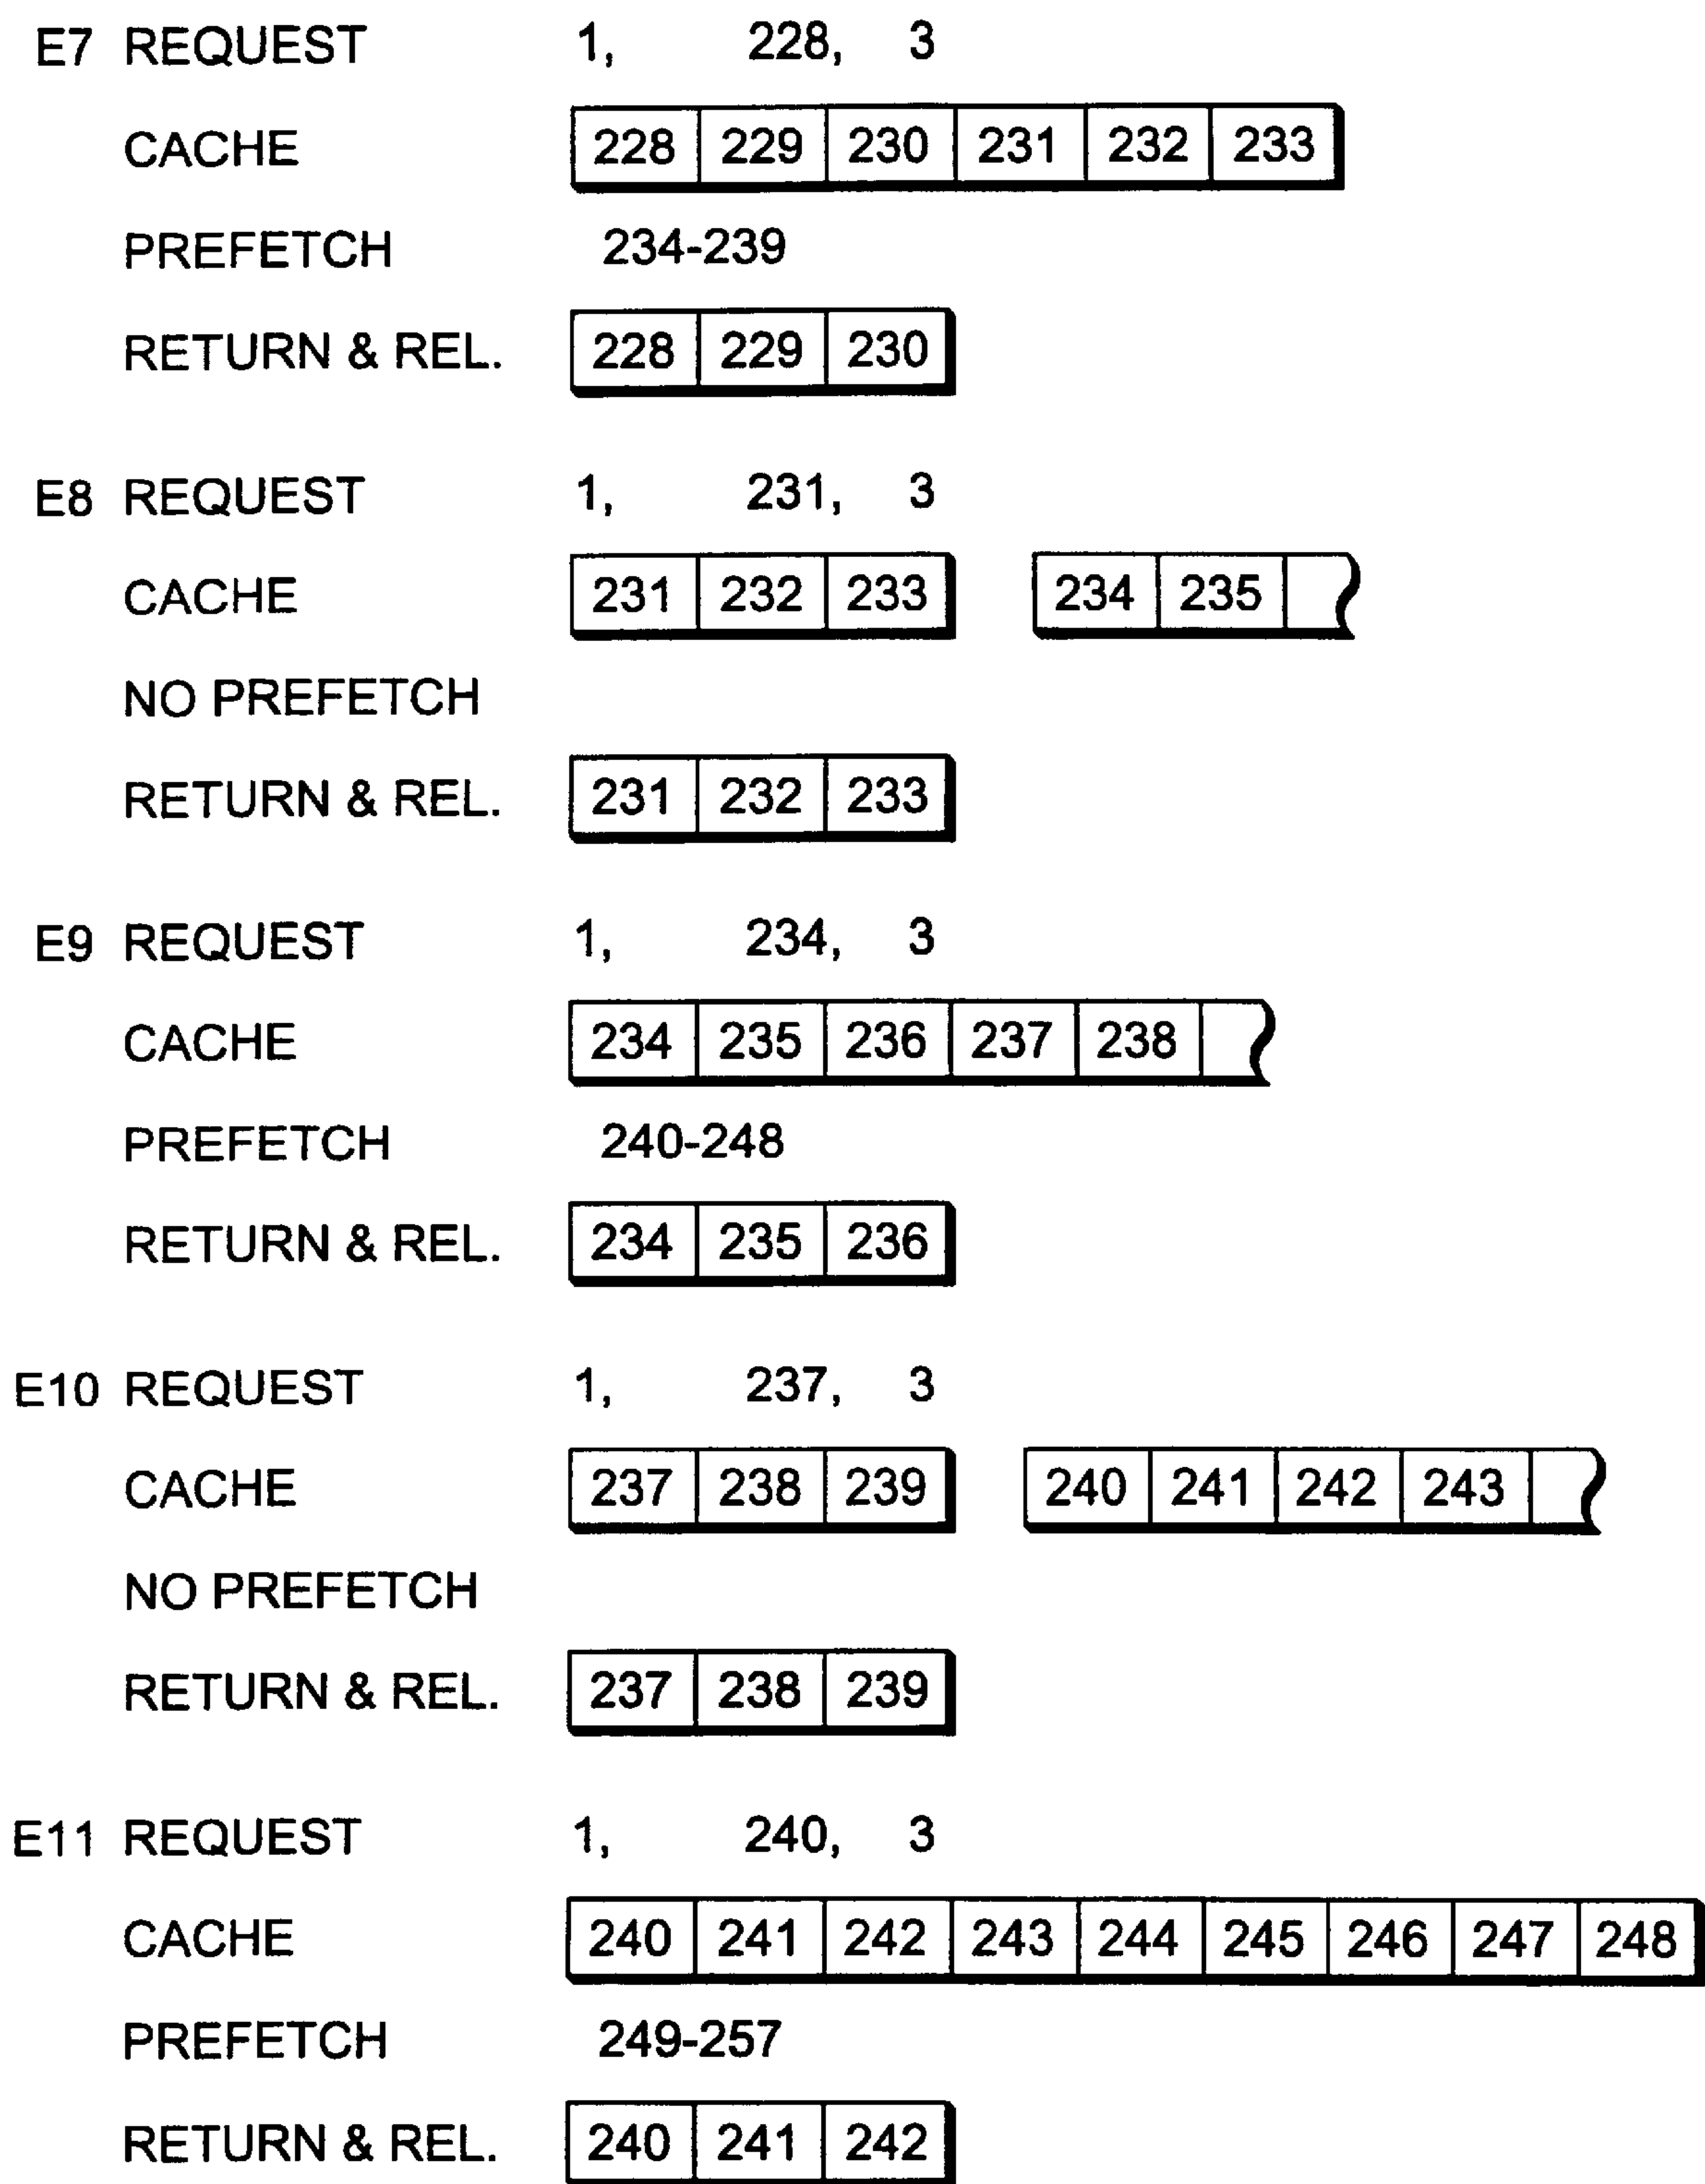 E7 REQUEST 1, 228, 3
CACHE 228 229 230 231 232 233
PREFETCH 234-239
RETURN & REL. 228 229 230
E8 REQUEST 1, 231, 3
CACHE 231 232 233 234 235
NO PREFETCH
RETURN & REL. 231 232 233
E9 REQUEST 1, 234, 3
CACHE 234 235 236 237 238
PREFETCH 240-248
RETURN & REL. 234 235 236
E10 REQUEST 1, 237, 3
CACHE 237 238 239 240 241 242 243
NO PREFETCH
RETURN & REL. 237 238 239
E11 REQUEST 1, 240, 3
CACHE 240 241 242 243 244 245 246 247 248
PREFETCH 249-257
RETURN & REL. 240 241 242